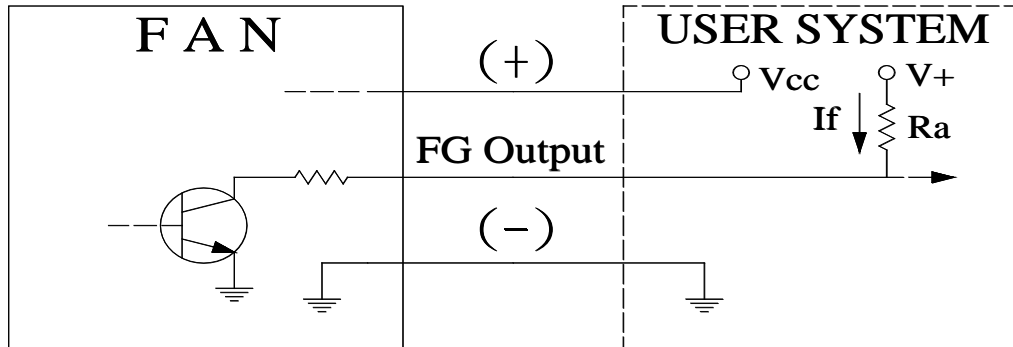 F A N
USER SYSTEM
(+)
Vcc
V+
If
Ra
FG Output
(-)